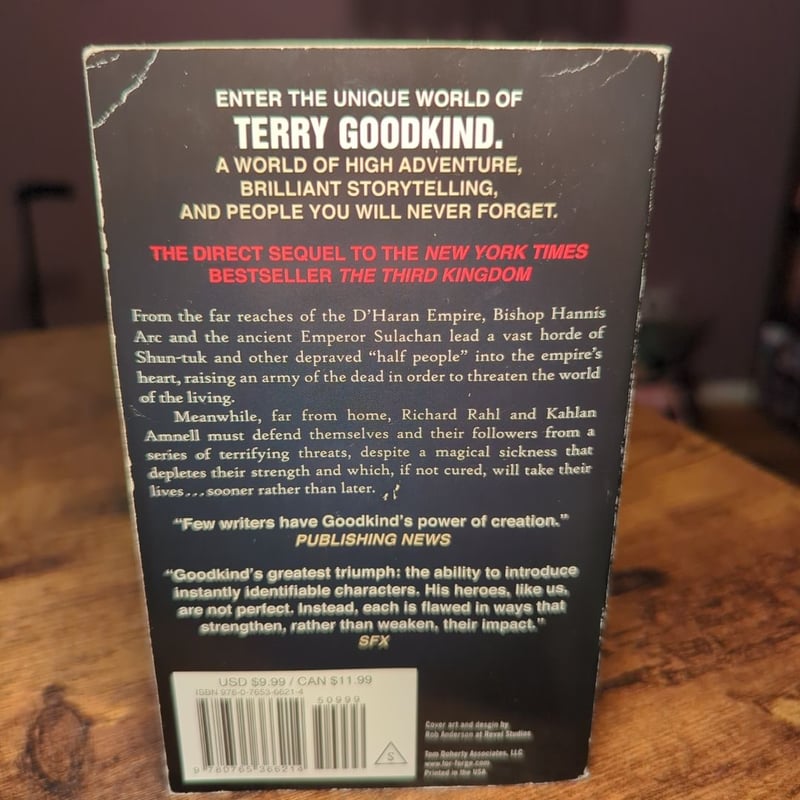 ENTER THE UNIQUE WORLD OF
TERRY GOODKIND.
A WORLD OF HIGH ADVENTURE,
BRILLIANT STORYTELLING,
AND PEOPLE YOU WILL NEVER FORGET.
THE DIRECT SEQUEL TO THE NEW YORK TIMES
BESTSELLER THE THIRD KINGDOM
From the far reaches of the D'Haran Empire, Bishop Hannis
Arc and the ancient Emperor Sulachan lead a vast horde of
Shun-tuk and other depraved “half people” into the empire's
heart, raising an army of the dead in order to threaten the world
of the living.
Meanwhile, far from home, Richard Rahl and Kahlan
Amnell must defend themselves and their followers from a
series of terrifying threats, despite a magical sickness that
depletes their strength and which, if not cured, will take their
lives...sooner rather than later.
“Few writers have Goodkind's power of creation.”
PUBLISHING NEWS
“Goodkind's greatest triumph: the ability to introduce
instantly identifiable characters. His heroes, like us,
are not perfect. Instead, each is flawed in ways that
strengthen, rather than weaken, their impact.”
SFX
USD $9.99 / CAN $11.99
ISBN 978-0-7653-6621-4
50999
9 780765 366214
S
Cover art and desgin by
Rob Anderson at Reval Studios
Tom Doherty Associates, LLC
www.tor-forge.com
Printed in the USA